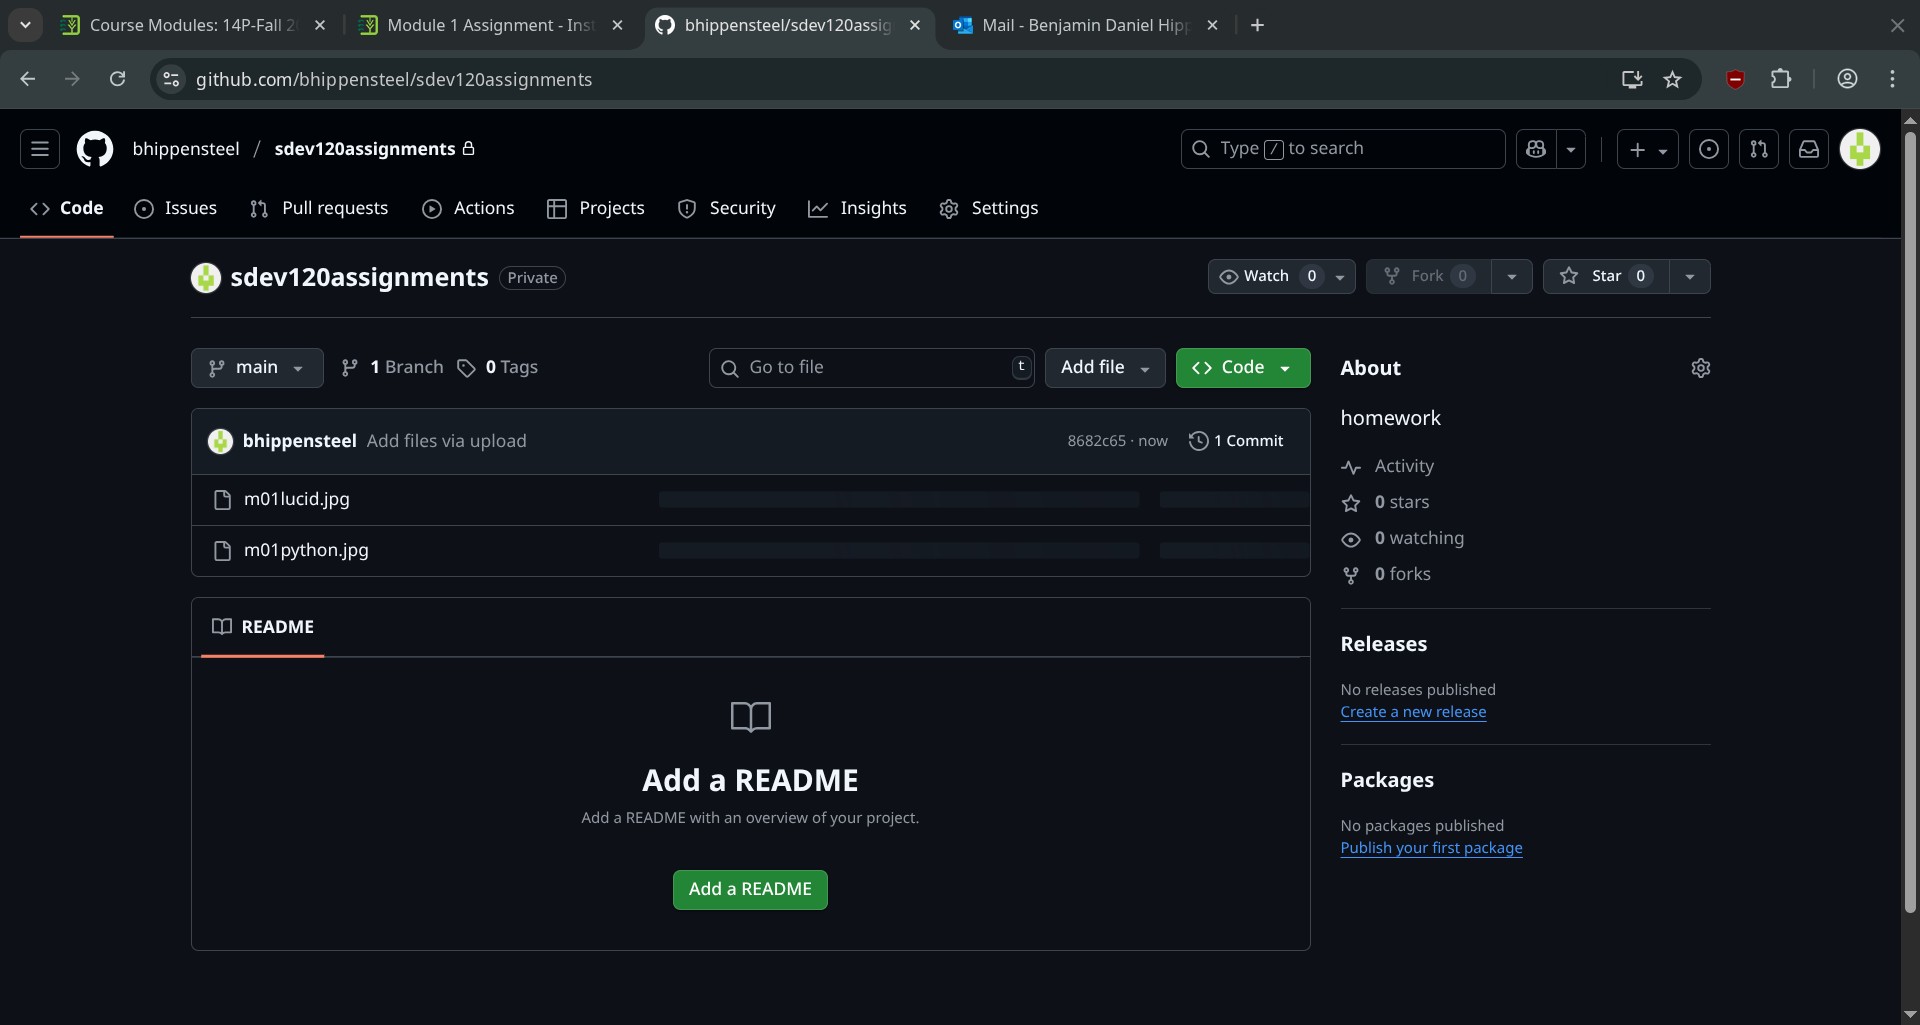 Course Modules: 14P-Fall 2
Module 1 Assignment - Inst
bhippensteel/sdev120assig
Mail - Benjamin Daniel Hipp
github.com/bhippensteel/sdev120assignments
bhippensteel / sdev120assignments
Type / to search
Code
Issues
Pull requests
Actions
Projects
Security
Insights
Settings
sdev120assignments Private
Watch 0
Fork 0
Star 0
main
1 Branch
0 Tags
Go to file t
Add file
Code
bhippensteel Add files via upload
8682c65 · now
1 Commit
m01lucid.jpg
m01python.jpg
README
Add a README
Add a README with an overview of your project.
Add a README
About
homework
Activity
0 stars
0 watching
0 forks
Releases
No releases published
Create a new release
Packages
No packages published
Publish your first package